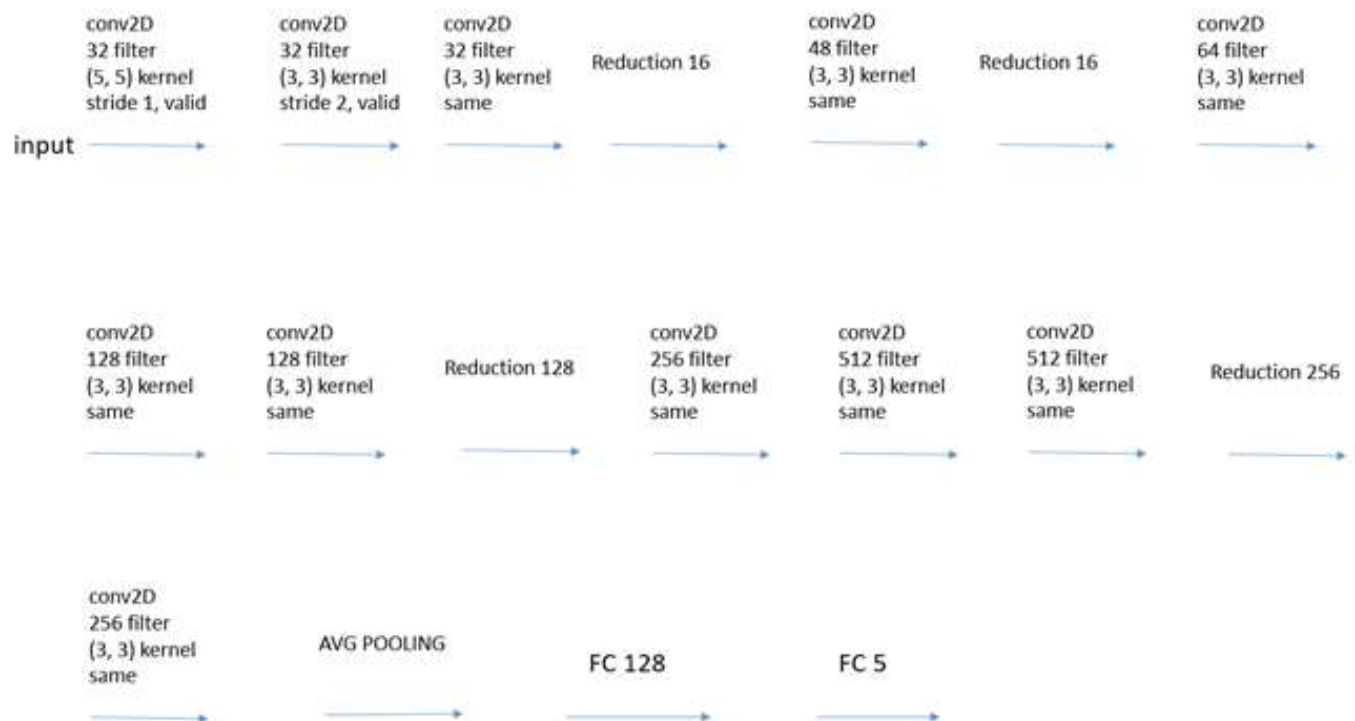 conv2D
32 filter
(5, 5) kernel
stride 1, valid
conv2D
32 filter
(3, 3) kernel
stride 2, valid
conv2D
32 filter
(3, 3) kernel
same
Reduction 16
conv2D
48 filter
(3, 3) kernel
same
Reduction 16
conv2D
64 filter
(3, 3) kernel
same
input
conv2D
128 filter
(3, 3) kernel
same
conv2D
128 filter
(3, 3) kernel
same
Reduction 128
conv2D
256 filter
(3, 3) kernel
same
conv2D
512 filter
(3, 3) kernel
same
conv2D
512 filter
(3, 3) kernel
same
Reduction 256
conv2D
256 filter
(3, 3) kernel
same
AVG POOLING
FC 128
FC 5